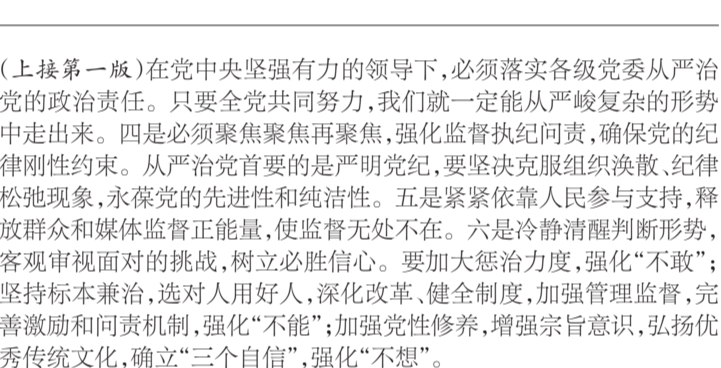 (上接第一版)在党中央坚强有力的领导下,必须落实各级党委从严治
党的政治责任。只要全党共同努力,我们就一定能从严峻复杂的形势
中走出来。四是必须聚焦聚焦再聚焦,强化监督执纪问责,确保党的纪
律刚性约束。从严治党首要的是严明党纪,要坚决克服组织涣散、纪律
松弛现象,永葆党的先进性和纯洁性。五是紧紧依靠人民参与支持,释
放群众和媒体监督正能量,使监督无处不在。六是冷静清醒判断形势,
客观审视面对的挑战,树立必胜信心。要加大惩治力度,强化“不敢”;
坚持标本兼治,选对人用好人,深化改革、健全制度,加强管理监督,完
善激励和问责机制,强化“不能”;加强党性修养,增强宗旨意识,弘扬优
秀传统文化,确立“三个自信”,强化“不想”。